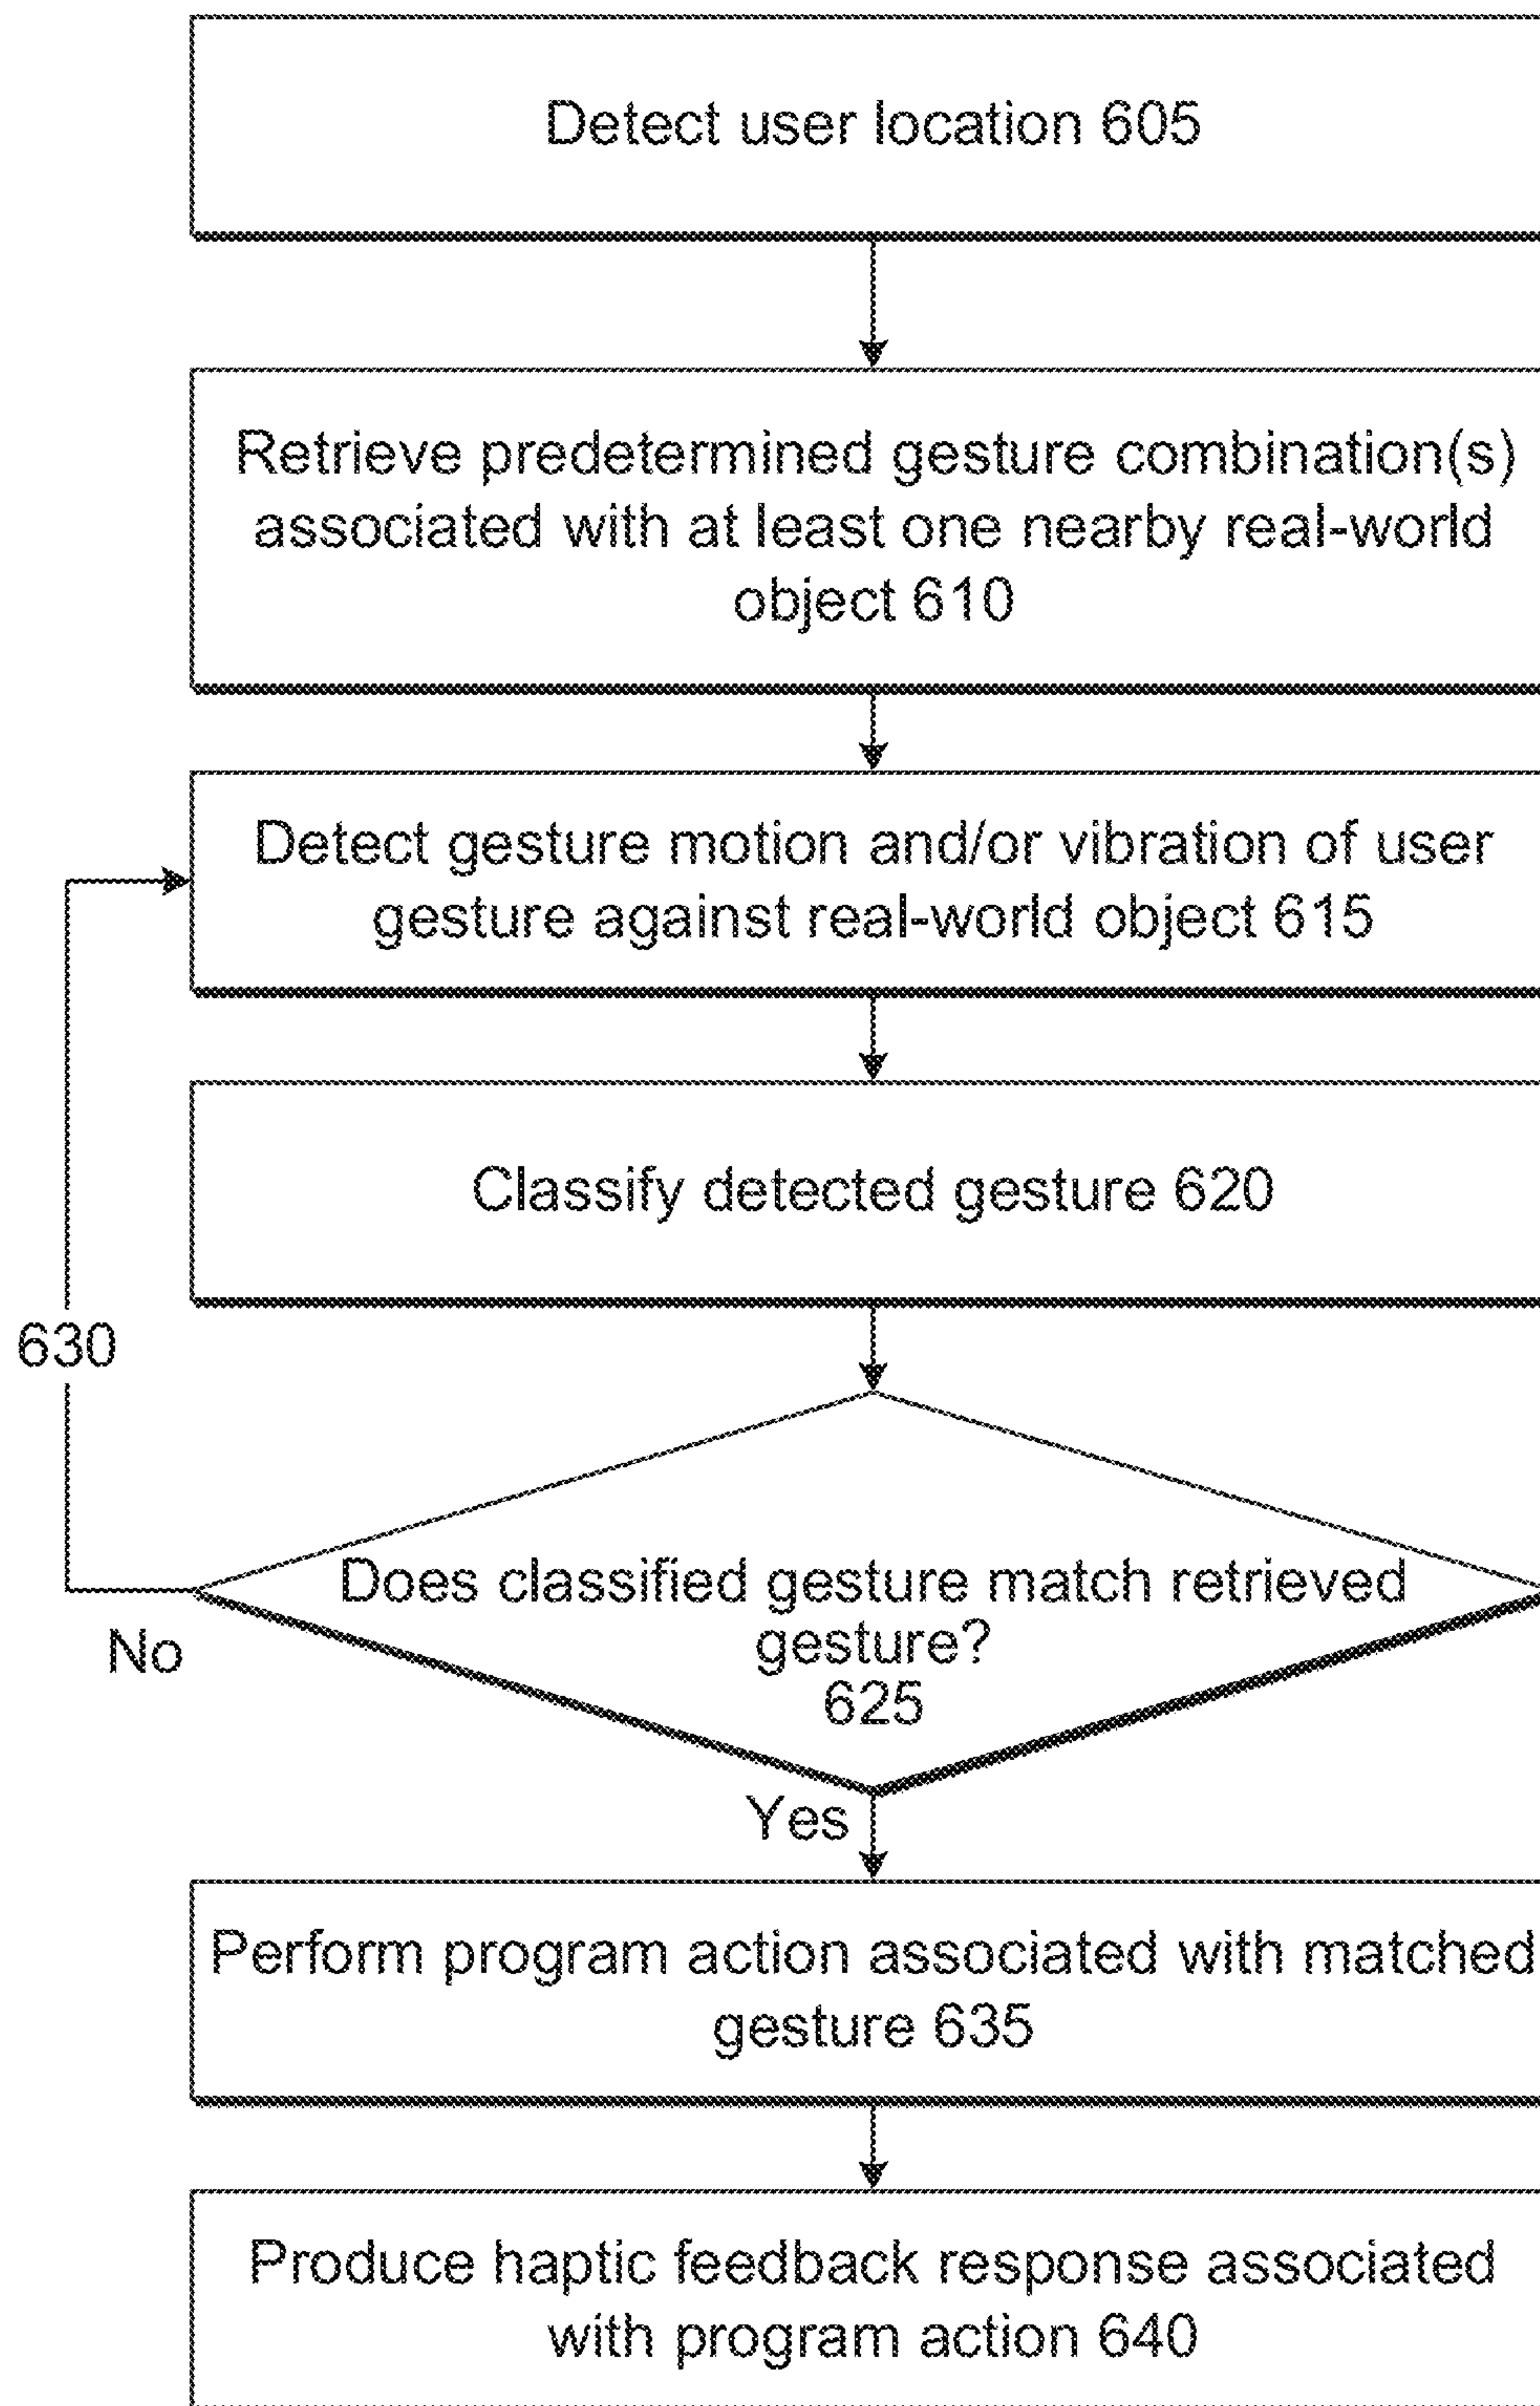 Detect user location 605
Retrieve predetermined gesture combination(s)
associated with at least one nearby real-world
object 610
Detect gesture motion and/or vibration of user
gesture against real-world object 615
Classify detected gesture 620
630
Does classified gesture match retrieved
gesture?
625
No
Yes
Perform program action associated with matched
gesture 635
Produce haptic feedback response associated
with program action 640